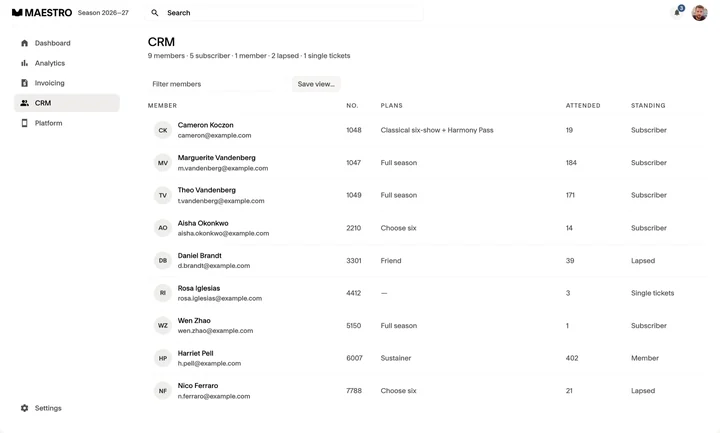 MAESTRO Season 2026–27
Search
3
Dashboard
Analytics
Invoicing
CRM
Platform
Settings
CRM
9 members · 5 subscriber · 1 member · 2 lapsed · 1 single tickets
Filter members Save view...
MEMBER NO. PLANS ATTENDED STANDING
CK Cameron Koczon 1048 Classical six-show + Harmony Pass 19 Subscriber
cameron@example.com
MV Marguerite Vandenberg 1047 Full season 184 Subscriber
m.vandenberg@example.com
TV Theo Vandenberg 1049 Full season 171 Subscriber
t.vandenberg@example.com
AO Aisha Okonkwo 2210 Choose six 14 Subscriber
aisha.okonkwo@example.com
DB Daniel Brandt 3301 Friend 39 Lapsed
d.brandt@example.com
RI Rosa Iglesias 4412 — 3 Single tickets
rosa.iglesias@example.com
WZ Wen Zhao 5150 Full season 1 Subscriber
wen.zhao@example.com
HP Harriet Pell 6007 Sustainer 402 Member
h.pell@example.com
NF Nico Ferraro 7788 Choose six 21 Lapsed
n.ferraro@example.com